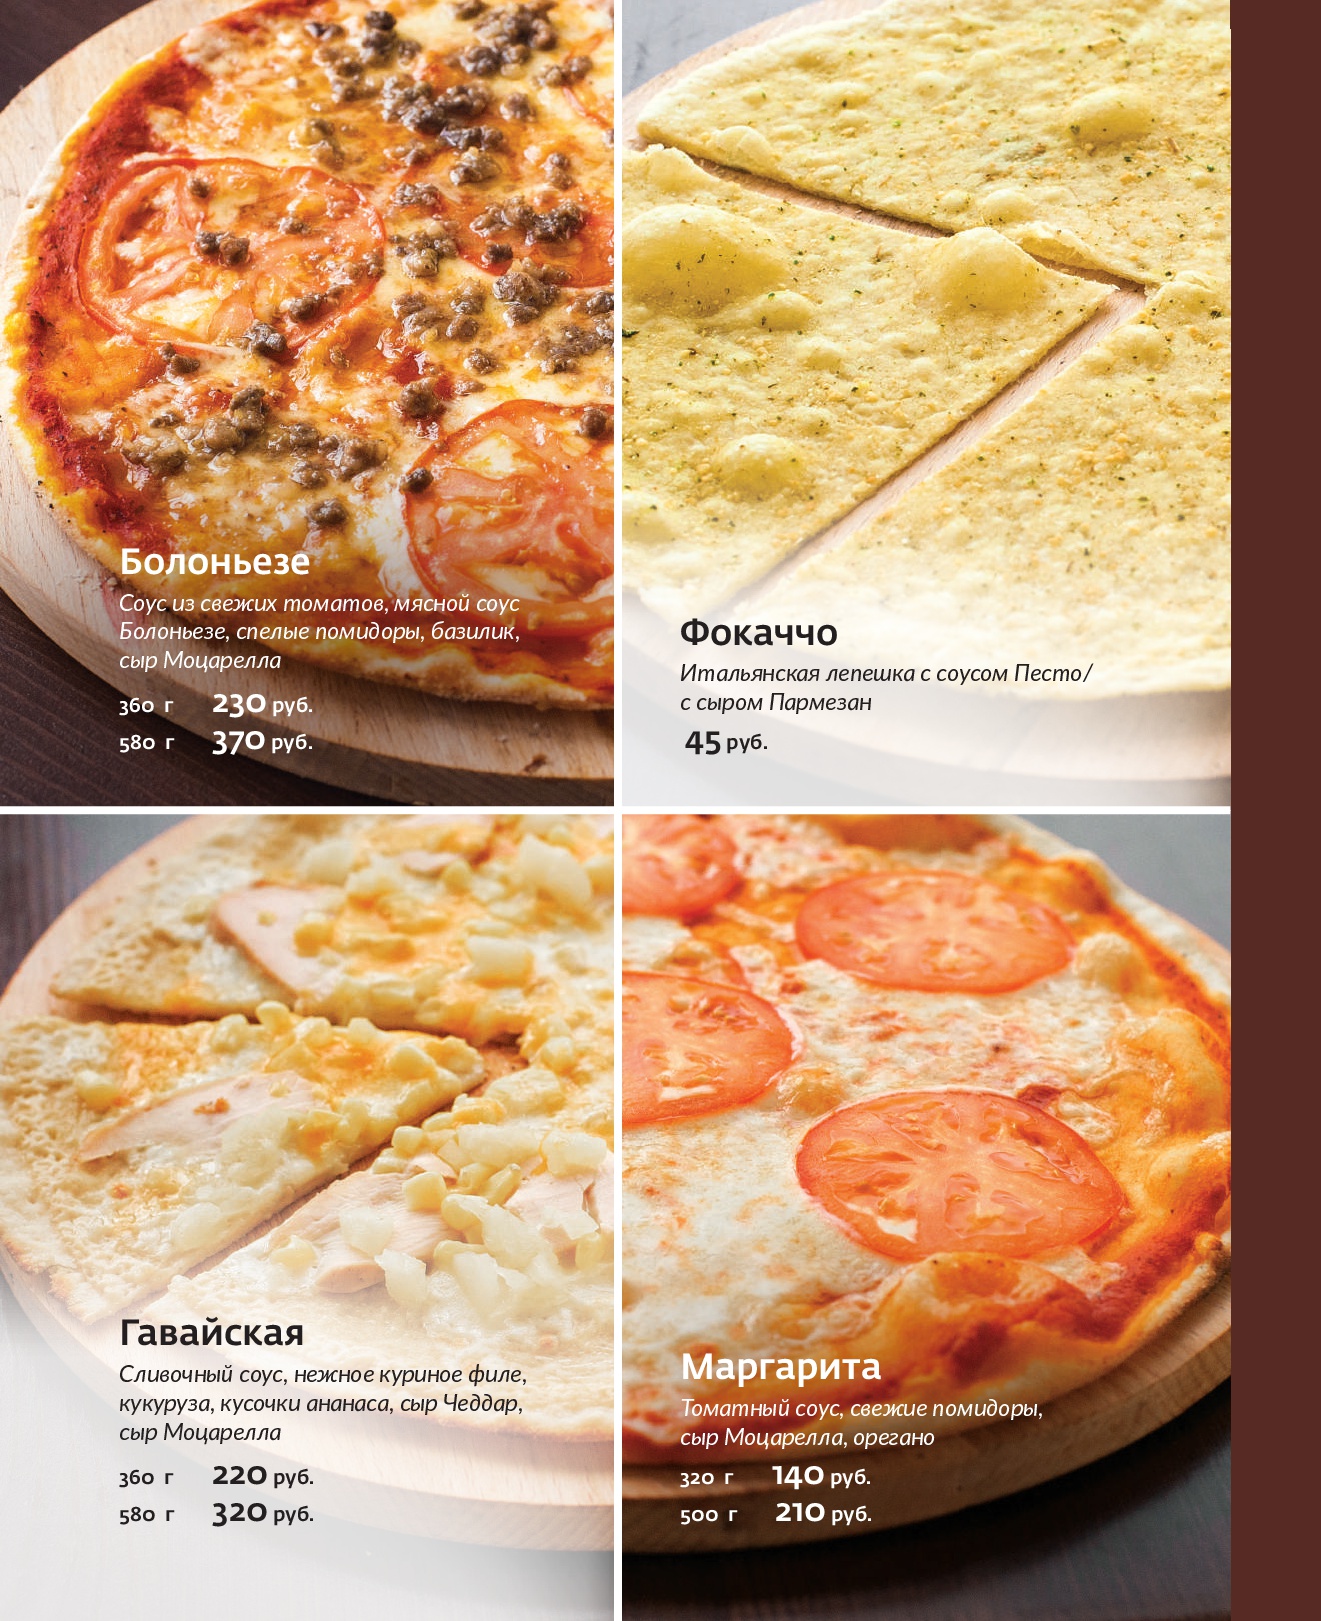 Болоньезе
Соус из свежих томатов, мясной соус
Болоньезе, спелые помидоры, базилик,
сыр Моцарелла
360 г 230 руб.
580 г 370 руб.
Фокаччо
Итальянская лепешка с соусом Песто/
с сыром Пармезан
45 руб.
Гавайская
Сливочный соус, нежное куриное филе,
кукуруза, кусочки ананаса, сыр Чеддар,
сыр Моцарелла
360 г 220 руб.
580 г 320 руб.
Маргарита
Томатный соус, свежие помидоры,
сыр Моцарелла, орегано
320 г 140 руб.
500 г 210 руб.